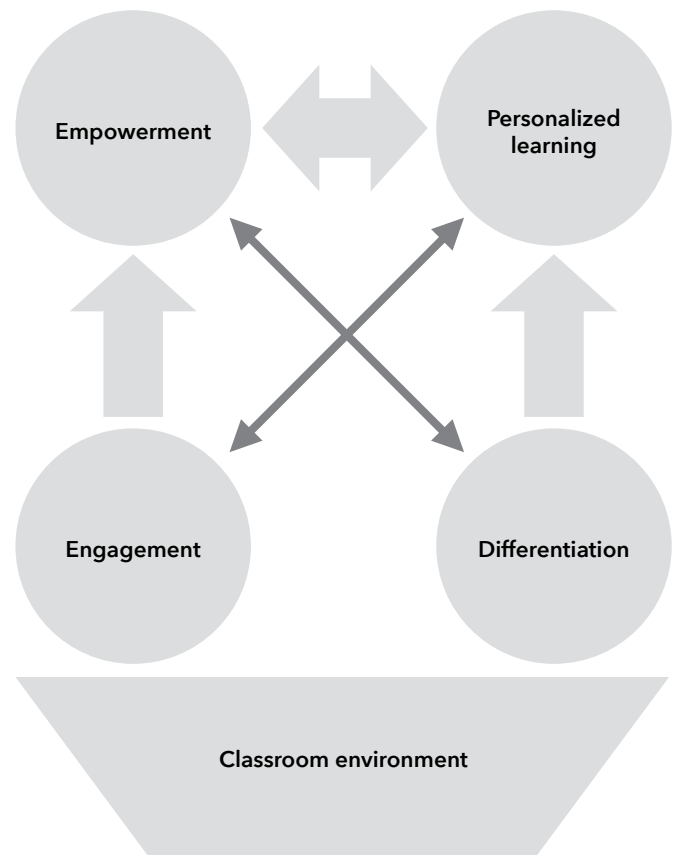 Empowerment
Personalized
learning
Engagement
Differentiation
Classroom environment